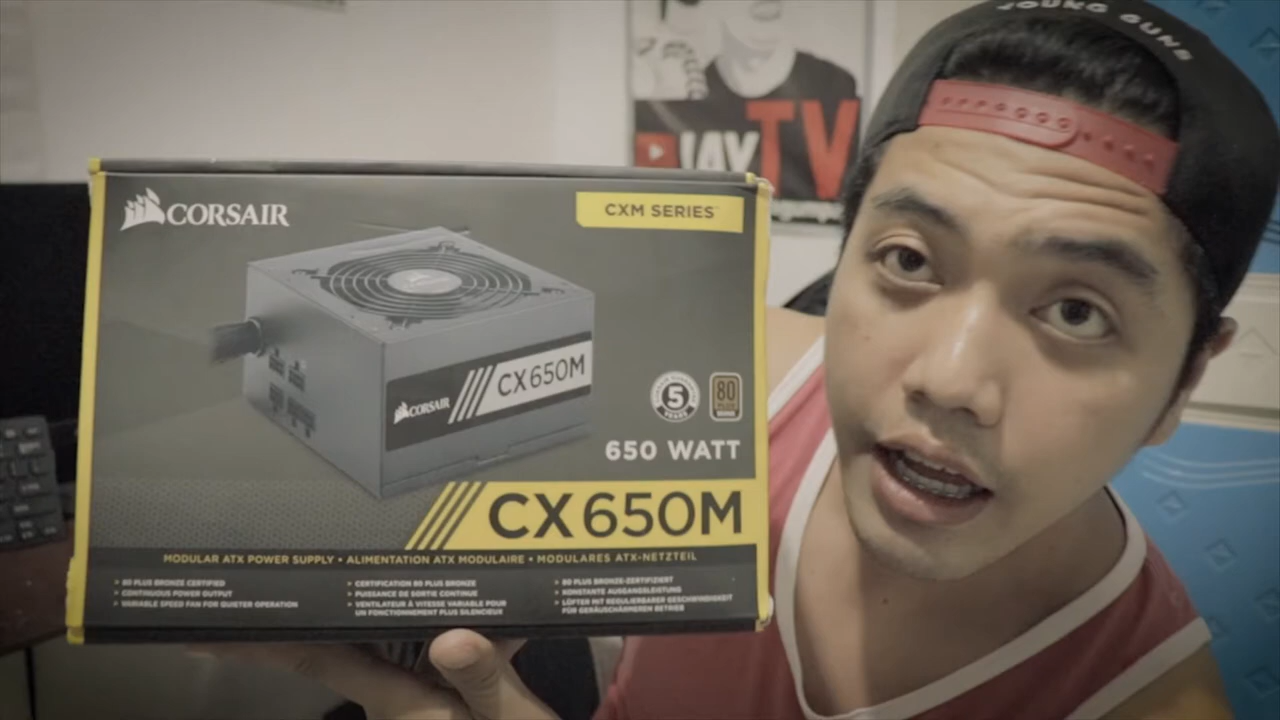 YOUNG GUNS
JAYTV
CORSAIR
CXM SERIES
CX650M
CORSAIR
5
YEARS
80
650 WATT
CX650M
MODULAR ATX POWER SUPPLY • ALIMENTATION ATX MODULAIRE • MODULARES ATX-NETZTEIL
80 PLUS BRONZE CERTIFIED
CONTINUOUS POWER OUTPUT
VARIABLE SPEED FAN FOR QUIETER OPERATION
CERTIFICATION 80 PLUS BRONZE
PUISSANCE DE SORTIE CONTINUE
VENTILATEUR À VITESSE VARIABLE POUR
UN FONCTIONNEMENT PLUS SILENCIEUX
80 PLUS BRONZE-ZERTIFIZIERT
KONSTANTE AUSGANGSLEISTUNG
LÜFTER MIT REGULIERBARER GESCHWINDIGKEIT
FÜR GERÄUSCHÄRMEREN BETRIEB